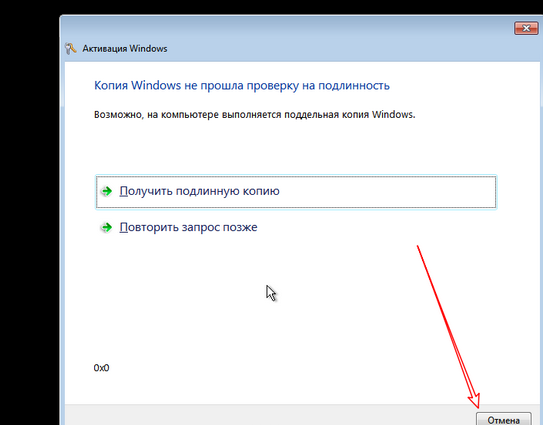 Активация Windows
Копия Windows не прошла проверку на подлинность
Возможно, на компьютере выполняется поддельная копия Windows.
Получить подлинную копию
Повторить запрос позже
0x0
Отмена